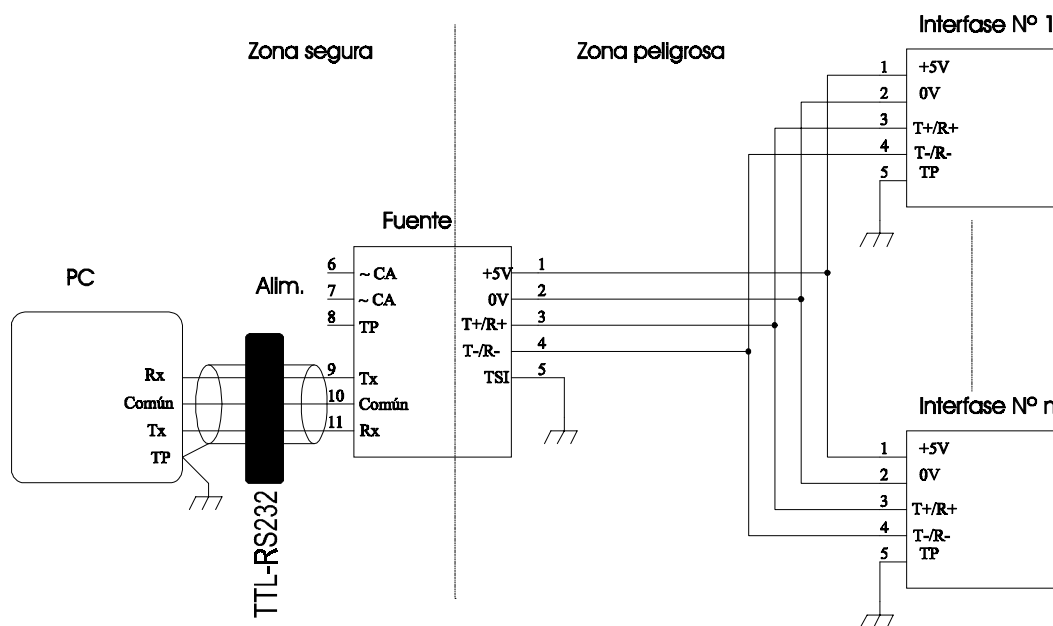 Zona segura
Zona peligrosa
Interfase Nº 1
1 +5V
2 0V
3 T+/R+
4 T-/R-
5 TP
Fuente
6 ~ CA
7 ~ CA
8 TP
9 Tx
10 Común
11 Rx
+5V 1
0V 2
T+/R+ 3
T-/R- 4
TSI 5
PC
Alim.
Rx
Común
Tx
TP
TTL-RS232
Interfase Nº n
1 +5V
2 0V
3 T+/R+
4 T-/R-
5 TP